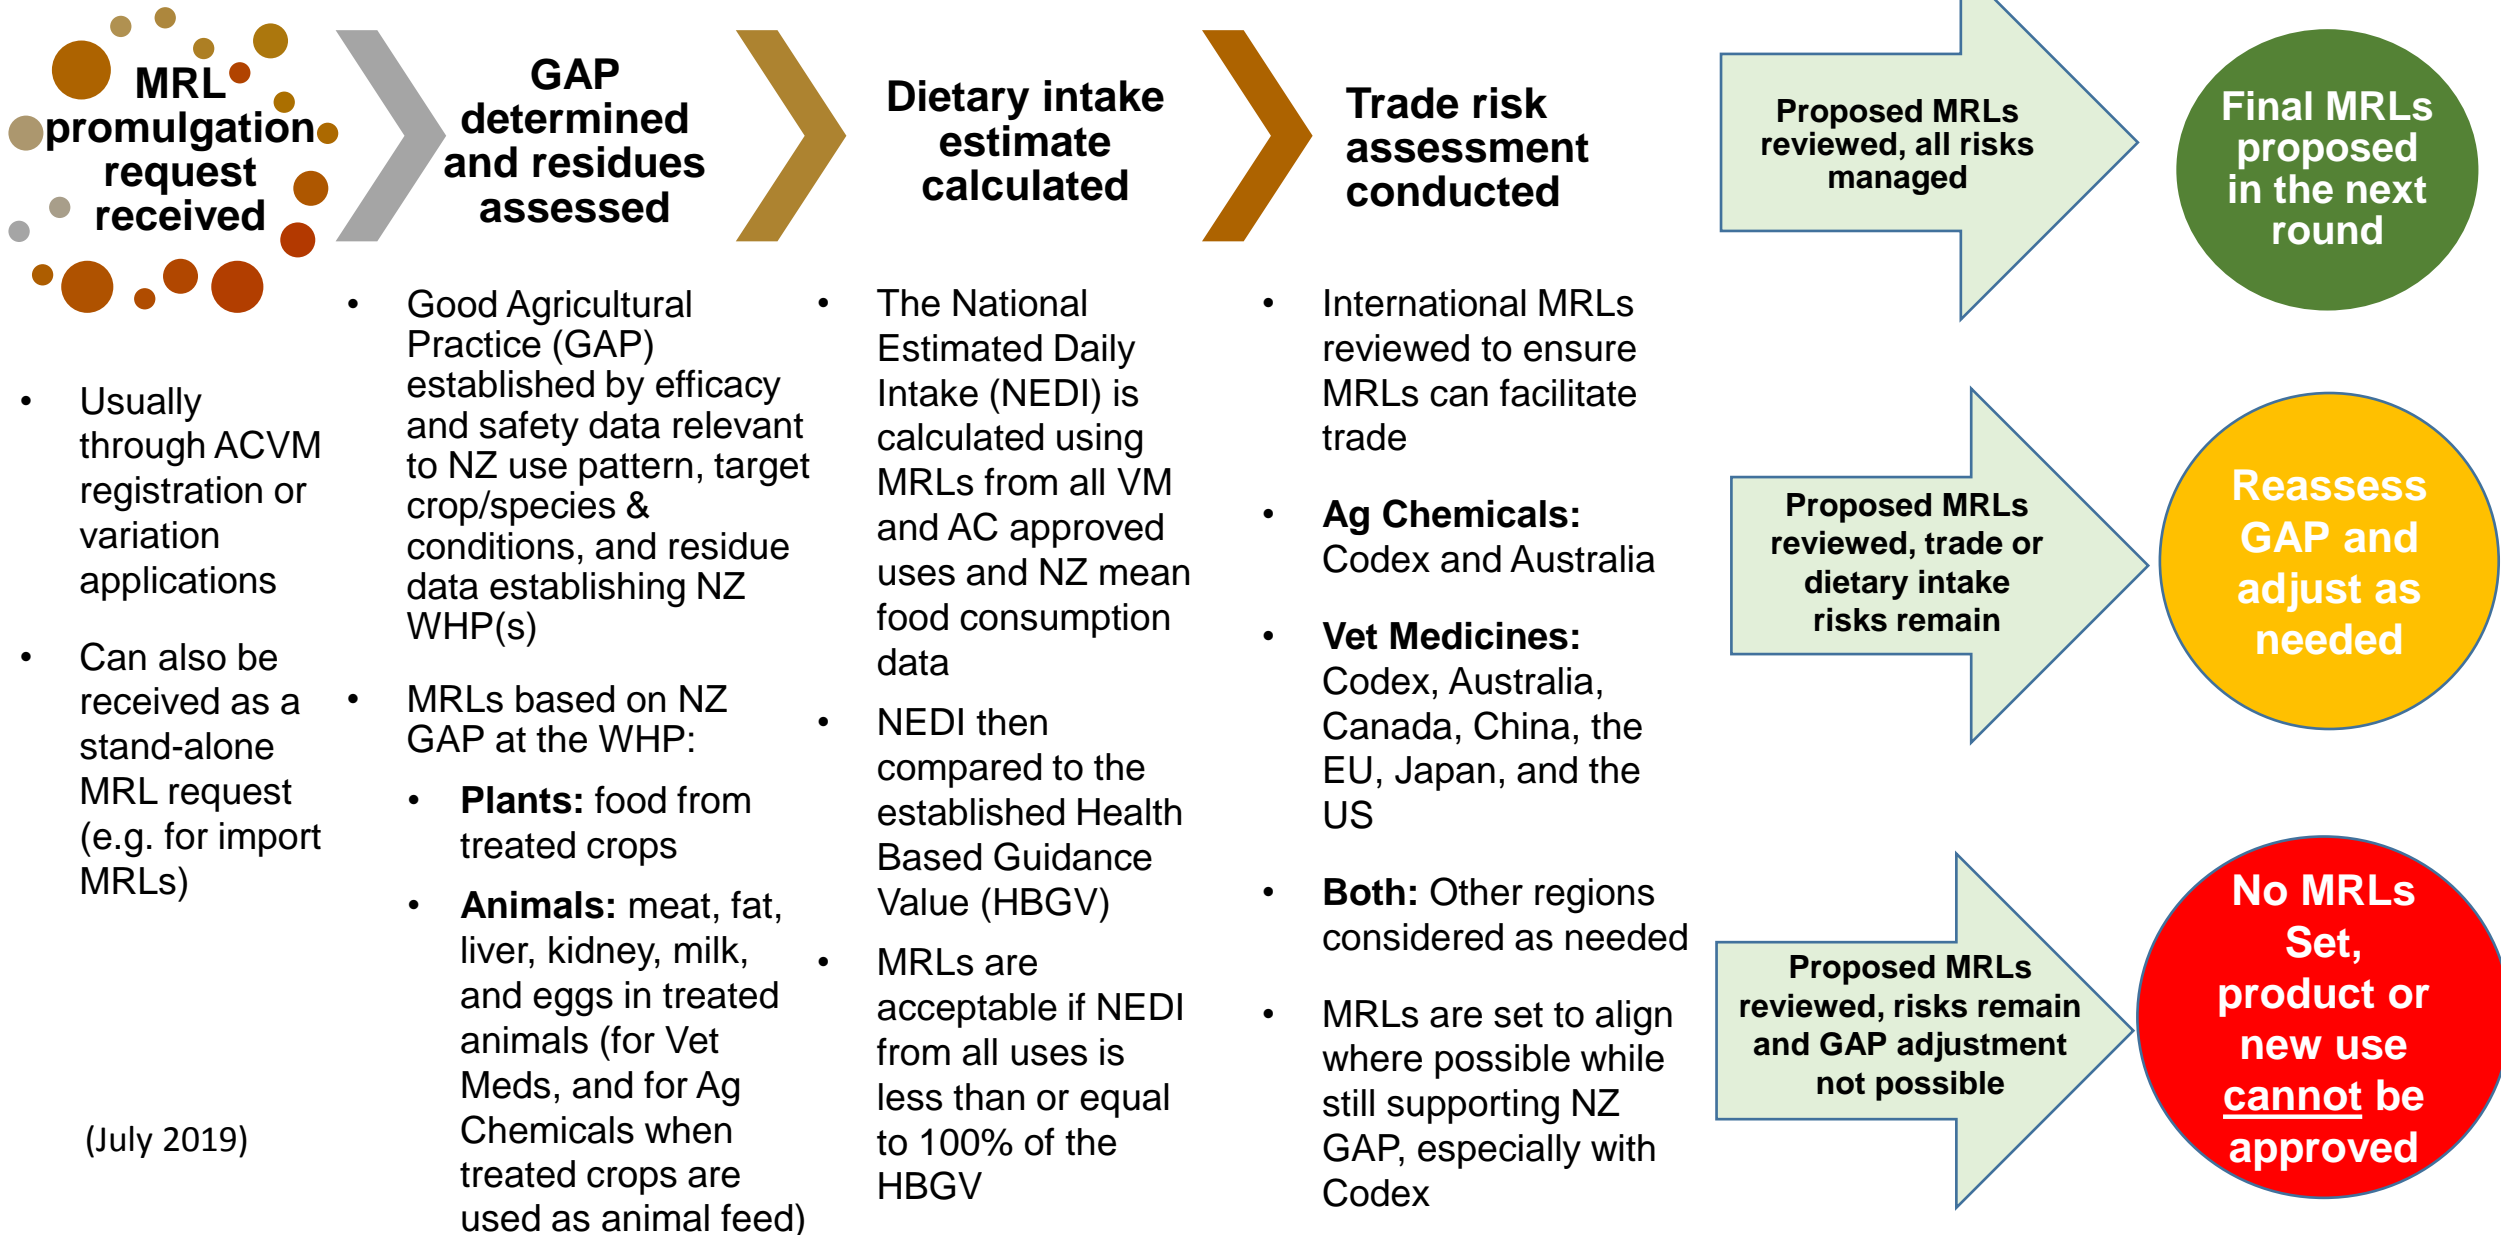 MRL
promulgation
request
received
• Usually
through ACVM
registration or
variation
applications
• Can also be
received as a
stand-alone
MRL request
(e.g. for import
MRLs)
(July 2019)
GAP
determined
and residues
assessed
• Good Agricultural
Practice (GAP)
established by efficacy
and safety data relevant
to NZ use pattern, target
crop/species &
conditions, and residue
data establishing NZ
WHP(s)
• MRLs based on NZ
GAP at the WHP:
• Plants: food from
treated crops
• Animals: meat, fat,
liver, kidney, milk,
and eggs in treated
animals (for Vet
Meds, and for Ag
Chemicals when
treated crops are
used as animal feed)
Dietary intake
estimate
calculated
• The National
Estimated Daily
Intake (NEDI) is
calculated using
MRLs from all VM
and AC approved
uses and NZ mean
food consumption
data
• NEDI then
compared to the
established Health
Based Guidance
Value (HBGV)
• MRLs are
acceptable if NEDI
from all uses is
less than or equal
to 100% of the
HBGV
Trade risk
assessment
conducted
• International MRLs
reviewed to ensure
MRLs can facilitate
trade
• Ag Chemicals:
Codex and Australia
• Vet Medicines:
Codex, Australia,
Canada, China, the
EU, Japan, and the
US
• Both: Other regions
considered as needed
• MRLs are set to align
where possible while
still supporting NZ
GAP, especially with
Codex
Proposed MRLs
reviewed, all risks
managed
Final MRLs
proposed
in the next
round
Proposed MRLs
reviewed, trade or
dietary intake
risks remain
Reassess
GAP and
adjust as
needed
Proposed MRLs
reviewed, risks remain
and GAP adjustment
not possible
No MRLs
Set,
product or
new use
cannot be
approved